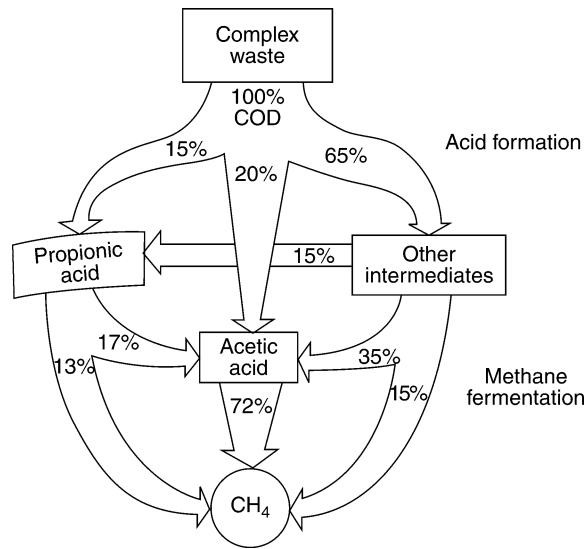 Complex
waste
100%
COD
Acid formation
15%
65%
20%
Propionic
acid
15%
Other
intermediates
17%
Acetic
acid
35%
13%
72%
15%
Methane
fermentation
CH₄